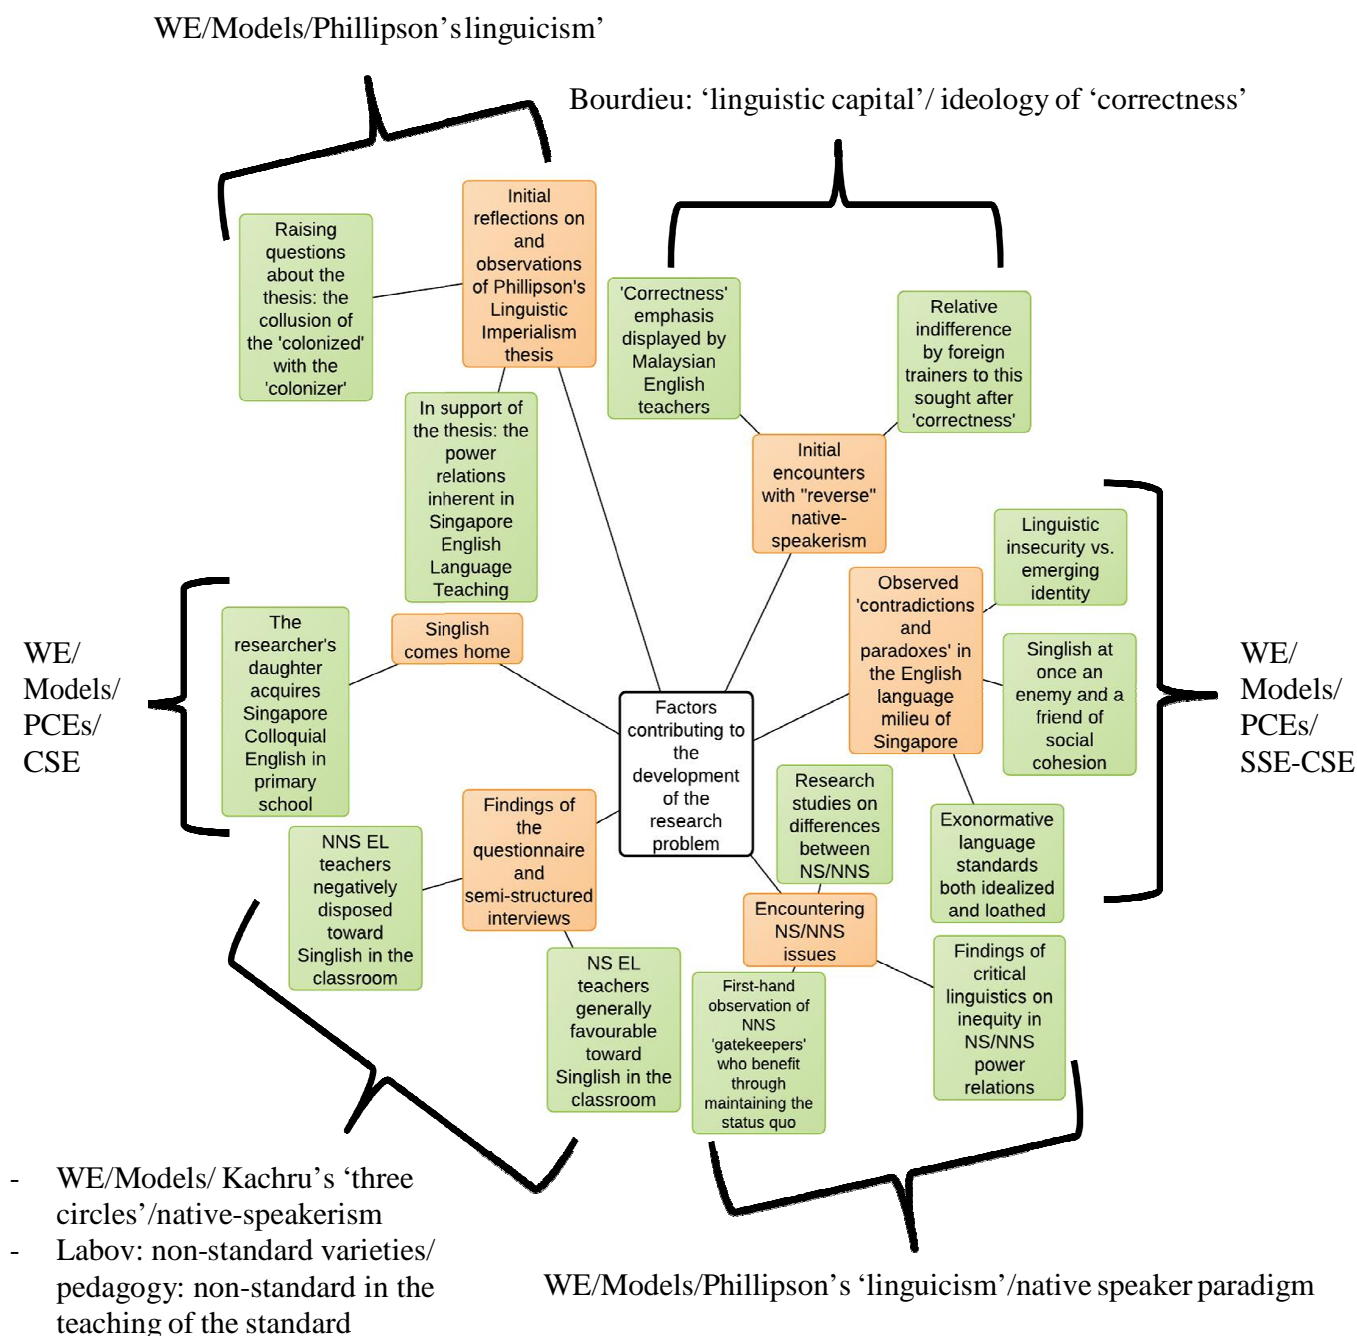 WE/Models/Phillipson’s linguicism’
Bourdieu: ‘linguistic capital’/ ideology of ‘correctness’
Initial
reflections on
and
observations
of Phillipson's
Linguistic
Imperialism
thesis
Raising
questions
about the
thesis: the
collusion of
the 'colonized'
with the
'colonizer'
In support of
the thesis: the
power
relations
inherent in
Singapore
English
Language
Teaching
'Correctness'
emphasis
displayed by
Malaysian
English
teachers
Relative
indifference
by foreign
trainers to this
sought after
'correctness'
Initial
encounters
with "reverse"
native-
speakerism
Linguistic
insecurity vs.
emerging
identity
Observed
'contradictions
and
paradoxes' in
the English
language
milieu of
Singapore
Singlish at
once an
enemy and a
friend of
social
cohesion
Exonormative
language
standards
both idealized
and loathed
WE/
Models/
PCEs/
SSE-CSE
WE/
Models/
PCEs/
CSE
The
researcher's
daughter
acquires
Singapore
Colloquial
English in
primary
school
Singlish
comes home
Factors
contributing to
the
development
of the
research
problem
Research
studies on
differences
between
NS/NNS
Encountering
NS/NNS
issues
Findings of
critical
linguistics on
inequity in
NS/NNS
power
relations
First-hand
observation of
NNS
'gatekeepers'
who benefit
through
maintaining the
status quo
Findings of
the
questionnaire
and
semi-structured
interviews
NNS EL
teachers
negatively
disposed
toward
Singlish in the
classroom
NS EL
teachers
generally
favourable
toward
Singlish in the
classroom
- WE/Models/ Kachru’s ‘three
circles’/native-speakerism
- Labov: non-standard varieties/
pedagogy: non-standard in the
teaching of the standard
WE/Models/Phillipson’s ‘linguicism’/native speaker paradigm